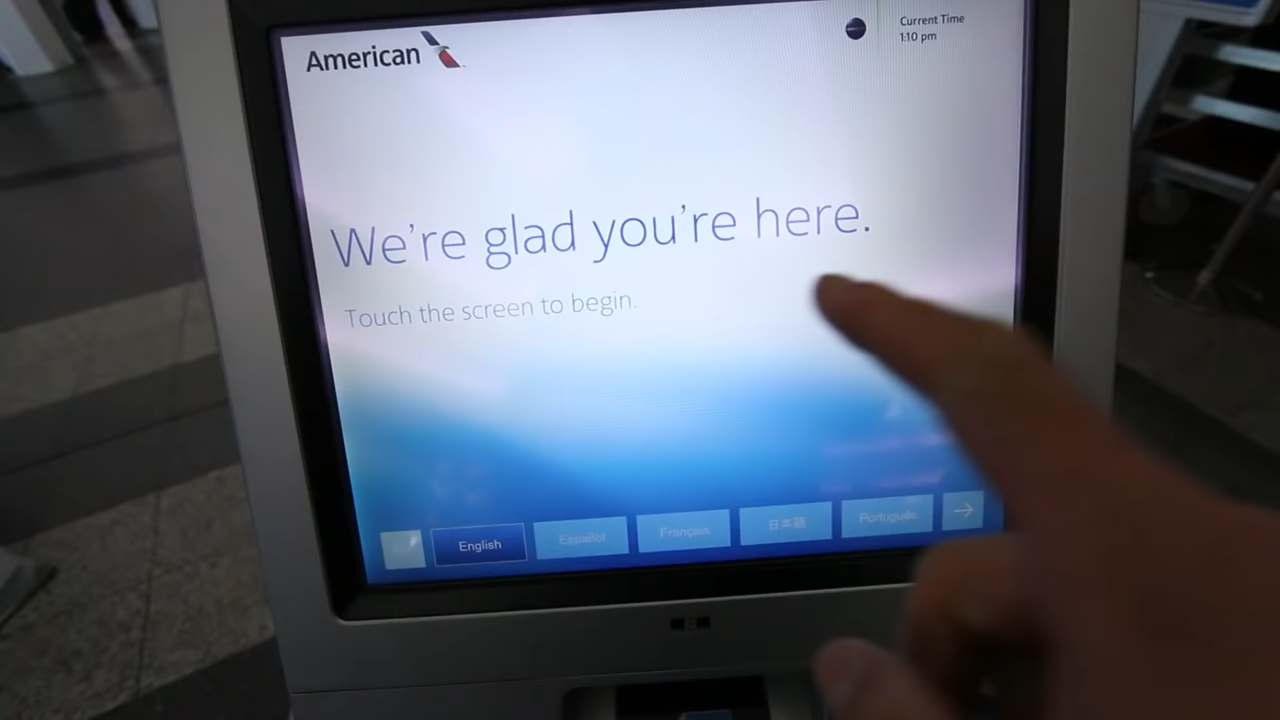 American
Current Time
1:10 pm
We're glad you're here.
Touch the screen to begin.
English
Español
Français
日本語
Português